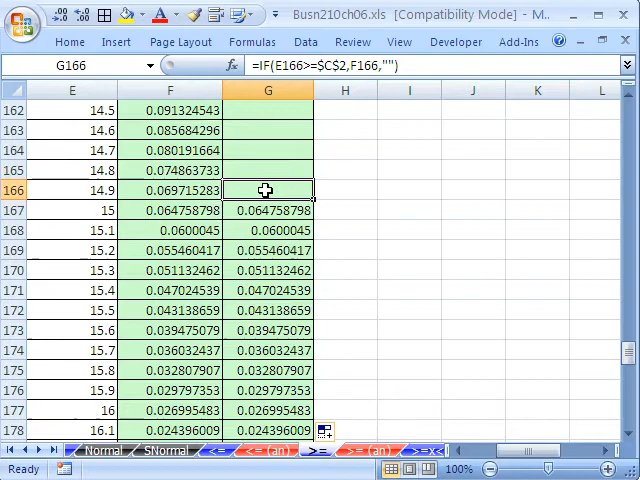 Busn210ch06.xls [Compatibility Mode] - M...
Home Insert Page Layout Formulas Data Review View Developer Add-Ins
G166 fx =IF(E166>=$C$2,F166,"")
E F G H I J K L
162 14.5 0.091324543
163 14.6 0.085684296
164 14.7 0.080191664
165 14.8 0.074863733
166 14.9 0.069715283
167 15 0.064758798 0.064758798
168 15.1 0.0600045 0.0600045
169 15.2 0.055460417 0.055460417
170 15.3 0.051132462 0.051132462
171 15.4 0.047024539 0.047024539
172 15.5 0.043138659 0.043138659
173 15.6 0.039475079 0.039475079
174 15.7 0.036032437 0.036032437
175 15.8 0.032807907 0.032807907
176 15.9 0.029797353 0.029797353
177 16 0.026995483 0.026995483
178 16.1 0.024396009 0.024396009
Normal SNormal <= <= (an) >= >= (an) >=x<
Ready 100%